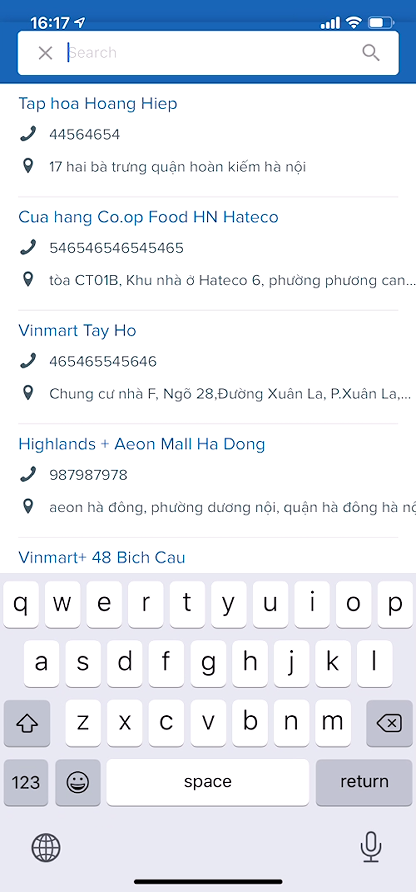 16:17
Search
Tap hoa Hoang Hiep
44564654
17 hai bà trưng quận hoàn kiếm hà nội
Cua hang Co.op Food HN Hateco
546546546545465
tòa CT01B, Khu nhà ở Hateco 6, phường phương can...
Vinmart Tay Ho
465465545646
Chung cư nhà F, Ngõ 28,Đường Xuân La, P.Xuân La,...
Highlands + Aeon Mall Ha Dong
987987978
aeon hà đông, phường dương nội, quận hà đông hà nộ
Vinmart+ 48 Bich Cau
q w e r t y u i o p
a s d f g h j k l
z x c v b n m
123 space return